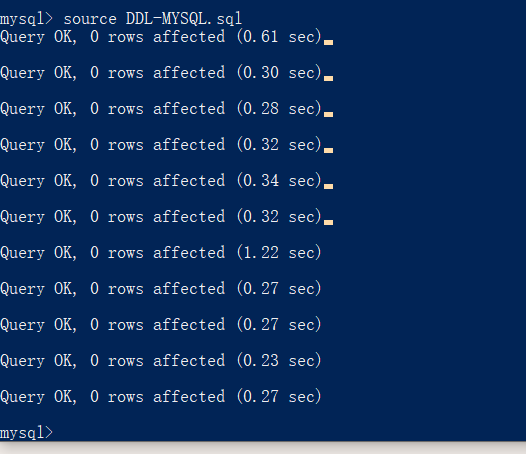 mysql> source DDL-MYSQL.sql
Query OK, 0 rows affected (0.61 sec)
Query OK, 0 rows affected (0.30 sec)
Query OK, 0 rows affected (0.28 sec)
Query OK, 0 rows affected (0.32 sec)
Query OK, 0 rows affected (0.34 sec)
Query OK, 0 rows affected (0.32 sec)
Query OK, 0 rows affected (1.22 sec)
Query OK, 0 rows affected (0.27 sec)
Query OK, 0 rows affected (0.27 sec)
Query OK, 0 rows affected (0.23 sec)
Query OK, 0 rows affected (0.27 sec)
mysql>